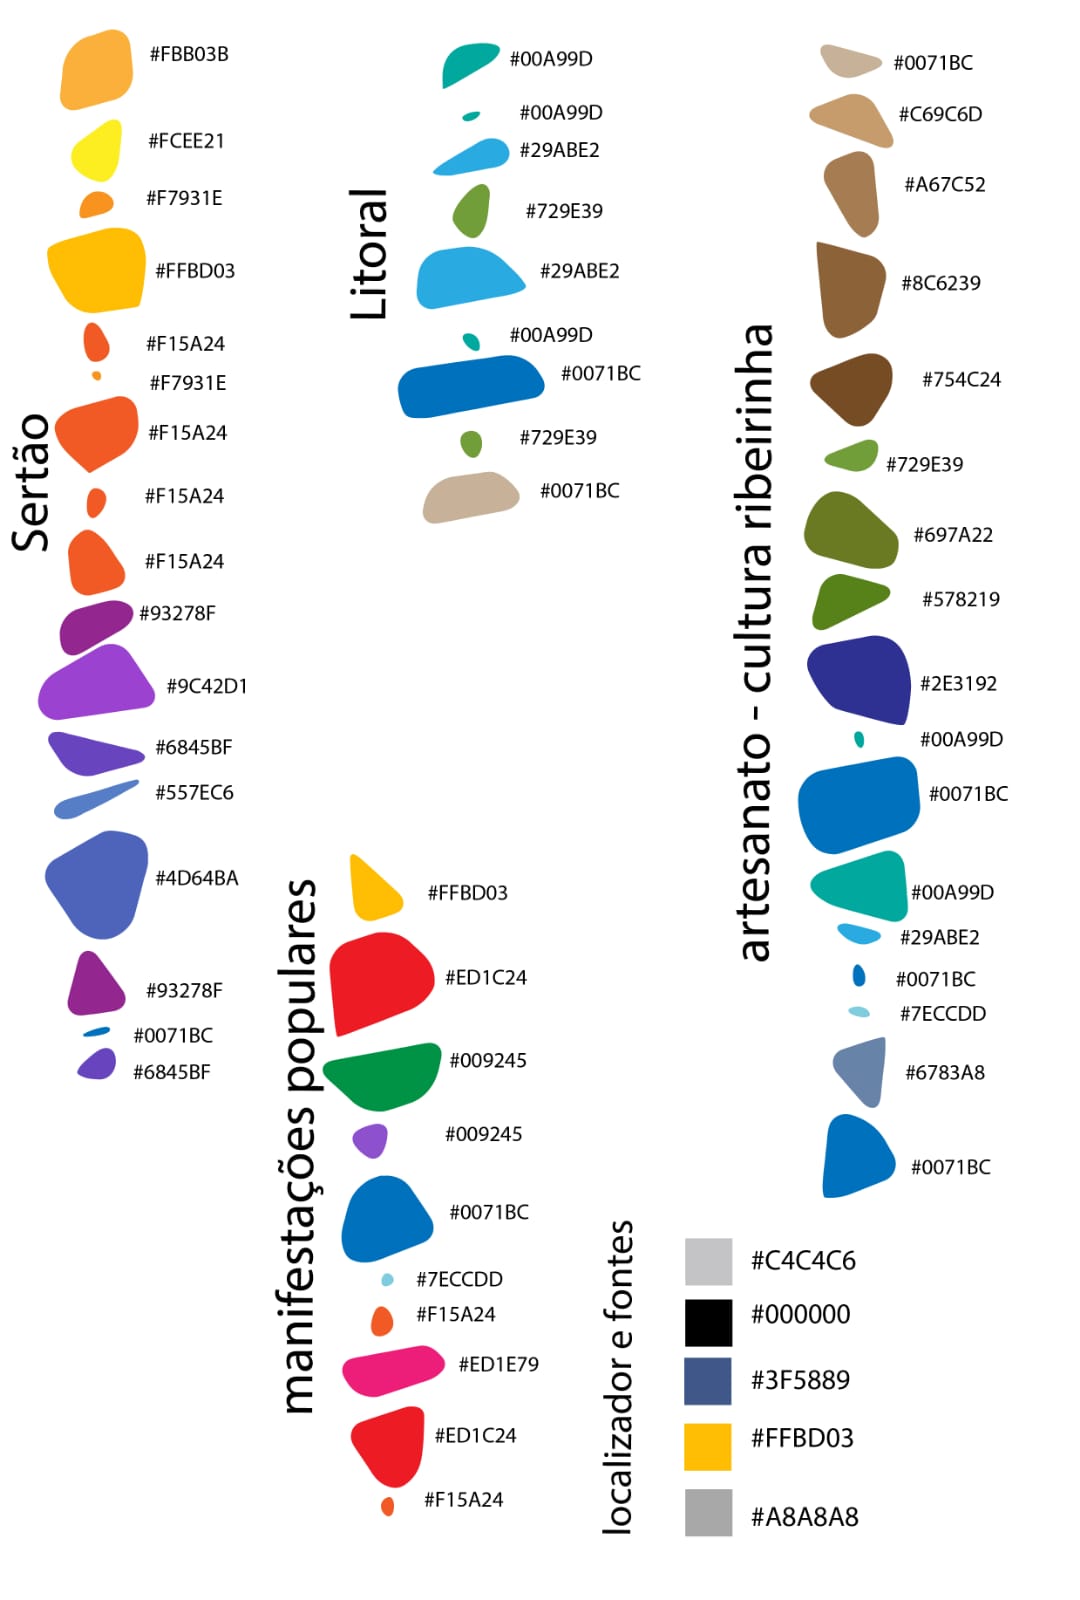 Sertão
#FBB03B
#FCEE21
#F7931E
#FFBD03
#F15A24
#F7931E
#F15A24
#F15A24
#F15A24
#93278F
#9C42D1
#6845BF
#557EC6
#4D64BA
#93278F
#0071BC
#6845BF
Litoral
#00A99D
#00A99D
#29ABE2
#729E39
#29ABE2
#00A99D
#0071BC
#729E39
#0071BC
manifestações populares
#FFBD03
#ED1C24
#009245
#009245
#0071BC
#7ECCDD
#F15A24
#ED1E79
#ED1C24
#F15A24
artesanato - cultura ribeirinha
#0071BC
#C69C6D
#A67C52
#8C6239
#754C24
#729E39
#697A22
#578219
#2E3192
#00A99D
#0071BC
#00A99D
#29ABE2
#0071BC
#7ECCDD
#6783A8
#0071BC
localizador e fontes
#C4C4C6
#000000
#3F5889
#FFBD03
#A8A8A8